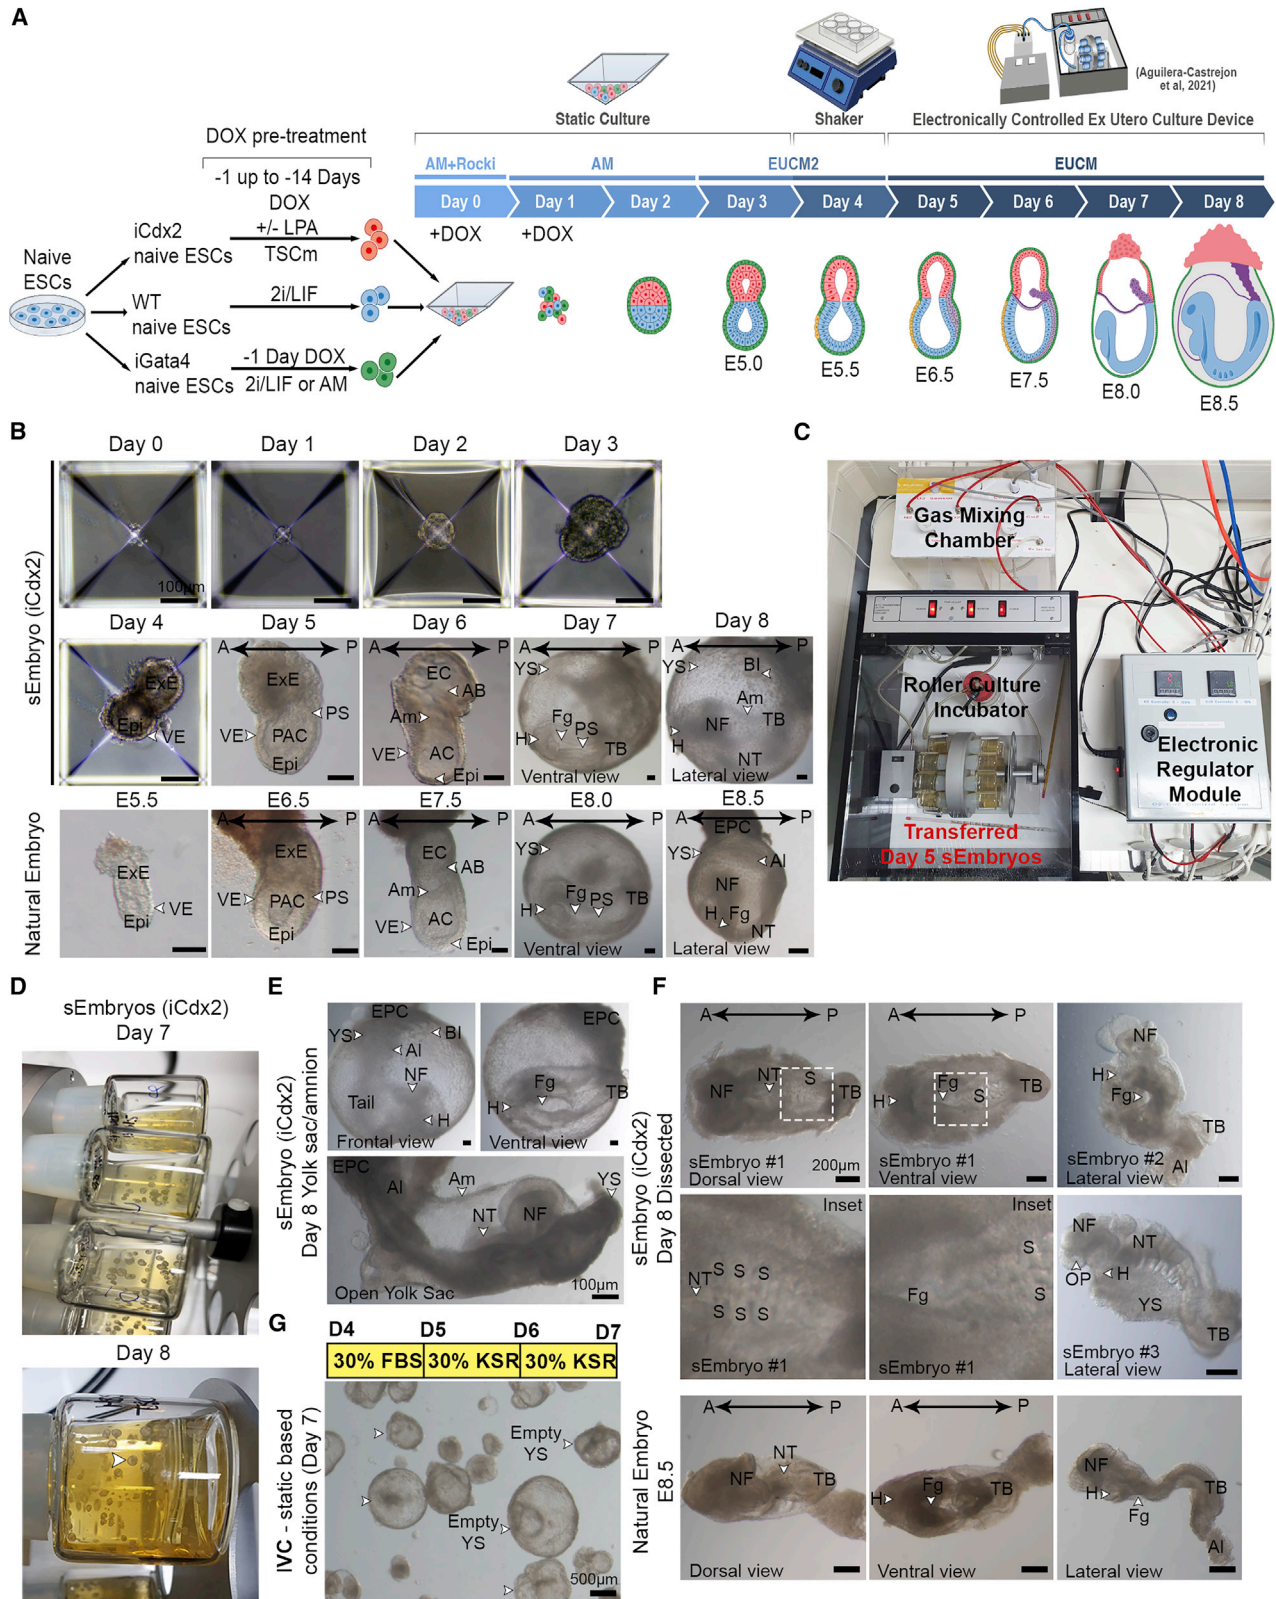 A
DOX pre-treatment
-1 up to -14 Days
DOX
+/- LPA
TSCm
iCdx2
naive ESCs
Naive
ESCs
WT
naive ESCs
2i/LIF
iGata4
naive ESCs
-1 Day DOX
2i/LIF or AM
Static Culture
Shaker
Electronically Controlled Ex Utero Culture Device
(Aguilera-Castrejon
et al, 2021)
AM+Rocki
AM
EUCM2
EUCM
Day 0
Day 1
Day 2
Day 3
Day 4
Day 5
Day 6
Day 7
Day 8
+DOX
+DOX
E5.0
E5.5
E6.5
E7.5
E8.0
E8.5
B
sEmbryo (iCdx2)
Day 0
Day 1
Day 2
Day 3
100μm
Day 4
Day 5
Day 6
Day 7
Day 8
ExE
Epi
VE
A P
ExE
PS
VE
PAC
Epi
A P
EC
AB
Am
VE
AC
Epi
A P
YS
Fg
PS
H
TB
Ventral view
A P
YS
BI
Am
NF
TB
H
NT
Lateral view
Natural Embryo
E5.5
E6.5
E7.5
E8.0
E8.5
ExE
VE
Epi
A P
ExE
VE
PAC
PS
Epi
A P
EC
AB
Am
AC
VE
Epi
A P
YS
Fg
PS
TB
H
Ventral view
A P
EPC
YS
Al
NF
H
Fg
NT
Lateral view
C
Gas Mixing
Chamber
Roller Culture
Incubator
Electronic
Regulator
Module
Transferred
Day 5 sEmbryos
D
sEmbryos (iCdx2)
Day 7
Day 8
E
sEmbryo (iCdx2)
Day 8 Yolk sac/amnion
EPC
YS
BI
Al
NF
Tail
H
Frontal view
EPC
Fg
H
TB
Ventral view
EPC
Al
Am
YS
NT
NF
Open Yolk Sac
100μm
F
sEmbryo (iCdx2)
Day 8 Dissected
A P
NF
NT
S
TB
sEmbryo #1
Dorsal view
200μm
A P
Fg
S
TB
H
sEmbryo #1
Ventral view
NF
H
Fg
TB
sEmbryo #2
Lateral view
Al
Inset
NT
S S S
S S S
sEmbryo #1
Inset
S
Fg
S
sEmbryo #1
NF
NT
OP
H
YS
TB
sEmbryo #3
Lateral view
Natural Embryo
E8.5
A P
NT
NF
TB
Dorsal view
A P
Fg
TB
H
Ventral view
NF
H
Fg
TB
Al
Lateral view
G
D4 D5 D6 D7
30% FBS
30% KSR
30% KSR
IVC - static based
conditions (Day 7)
Empty
YS
Empty
YS
500μm